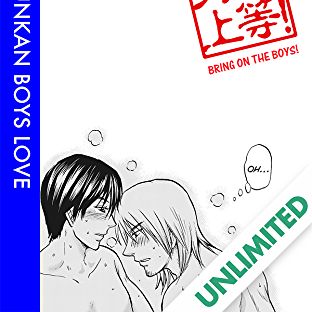 NKAN BOYS LOVE
上等!
BRING ON THE BOYS!
OH...
UNLIMITED